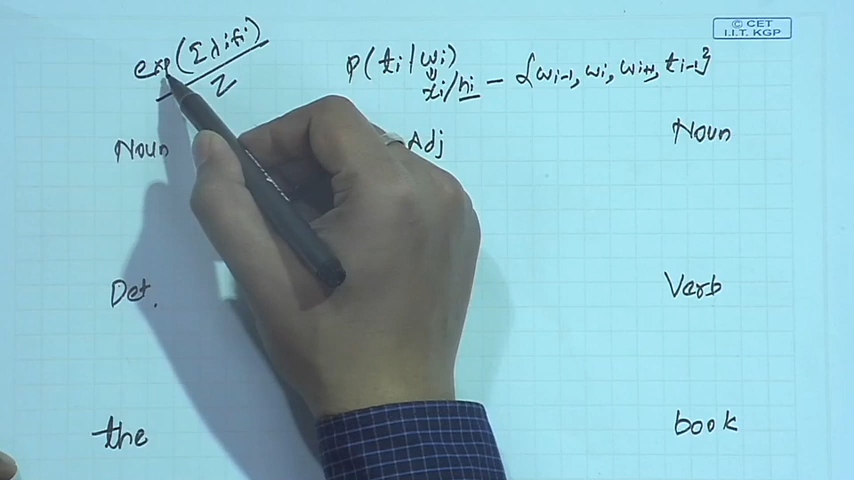 © CET
I.I.T. KGP
exp(Σλifi)
Z
P(ti|wi)
xi/hi – {wi-1, wi, wi+1, ti-1}
Noun Adj Noun
Det. Verb
the book